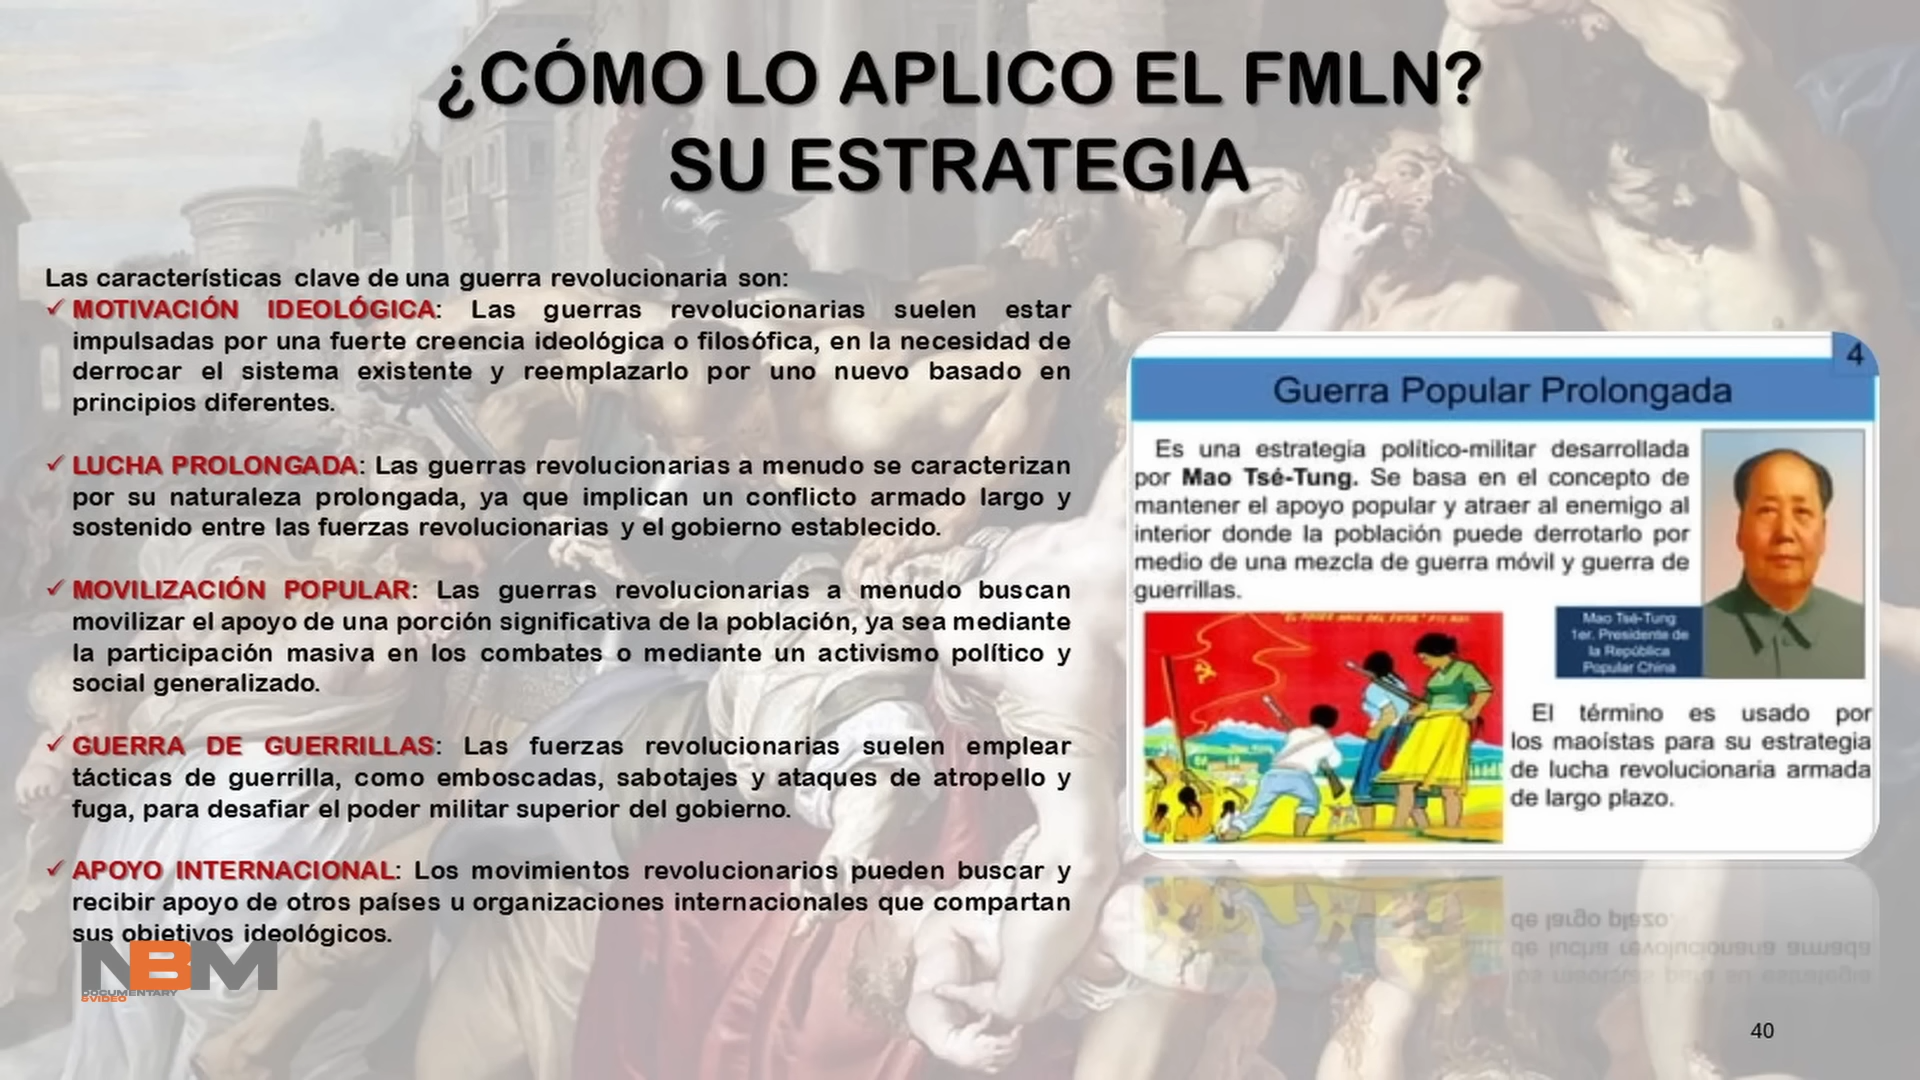 ¿CÓMO LO APLICO EL FMLN?
SU ESTRATEGIA
Las características clave de una guerra revolucionaria son:
✓ MOTIVACIÓN IDEOLÓGICA: Las guerras revolucionarias suelen estar
impulsadas por una fuerte creencia ideológica o filosófica, en la necesidad de
derrocar el sistema existente y reemplazarlo por uno nuevo basado en
principios diferentes.
✓ LUCHA PROLONGADA: Las guerras revolucionarias a menudo se caracterizan
por su naturaleza prolongada, ya que implican un conflicto armado largo y
sostenido entre las fuerzas revolucionarias y el gobierno establecido.
✓ MOVILIZACIÓN POPULAR: Las guerras revolucionarias a menudo buscan
movilizar el apoyo de una porción significativa de la población, ya sea mediante
la participación masiva en los combates o mediante un activismo político y
social generalizado.
✓ GUERRA DE GUERRILLAS: Las fuerzas revolucionarias suelen emplear
tácticas de guerrilla, como emboscadas, sabotajes y ataques de atropello y
fuga, para desafiar el poder militar superior del gobierno.
✓ APOYO INTERNACIONAL: Los movimientos revolucionarios pueden buscar y
recibir apoyo de otros países u organizaciones internacionales que compartan
sus objetivos ideológicos.
NBM
DOCUMENTARY
&VIDEO
4
Guerra Popular Prolongada
Es una estrategia político-militar desarrollada
por Mao Tsé-Tung. Se basa en el concepto de
mantener el apoyo popular y atraer al enemigo al
interior donde la población puede derrotarlo por
medio de una mezcla de guerra móvil y guerra de
guerrillas.
Mao Tsé-Tung
1er. Presidente de
la República
Popular China
El término es usado por
los maoístas para su estrategia
de lucha revolucionaria armada
de largo plazo.
40